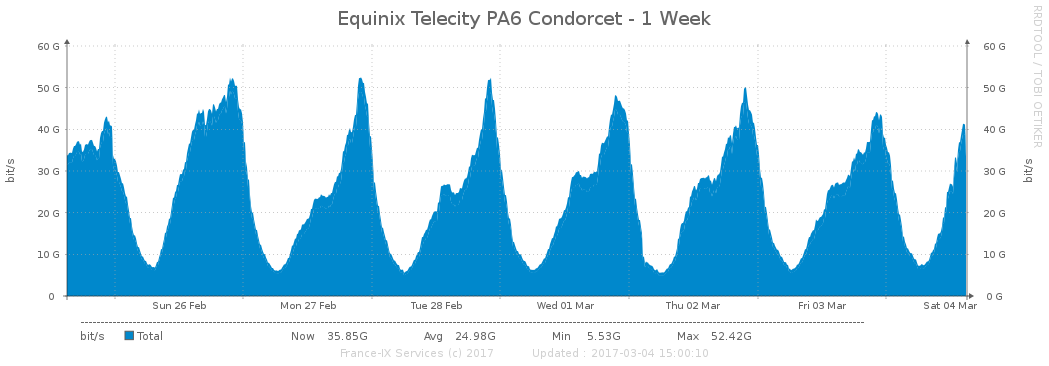 Equinix Telecity PA6 Condorcet - 1 Week
RRDTOOL / TOBI OETIKER
60 G 60 G
50 G 50 G
40 G 40 G
30 G 30 G
20 G 20 G
10 G 10 G
0 0 G
bit/s bit/s
Sun 26 Feb Mon 27 Feb Tue 28 Feb Wed 01 Mar Thu 02 Mar Fri 03 Mar Sat 04 Mar
bit/s Total Now 35.85G Avg 24.98G Min 5.53G Max 52.42G
France-IX Services (c) 2017 Updated : 2017-03-04 15:00:10